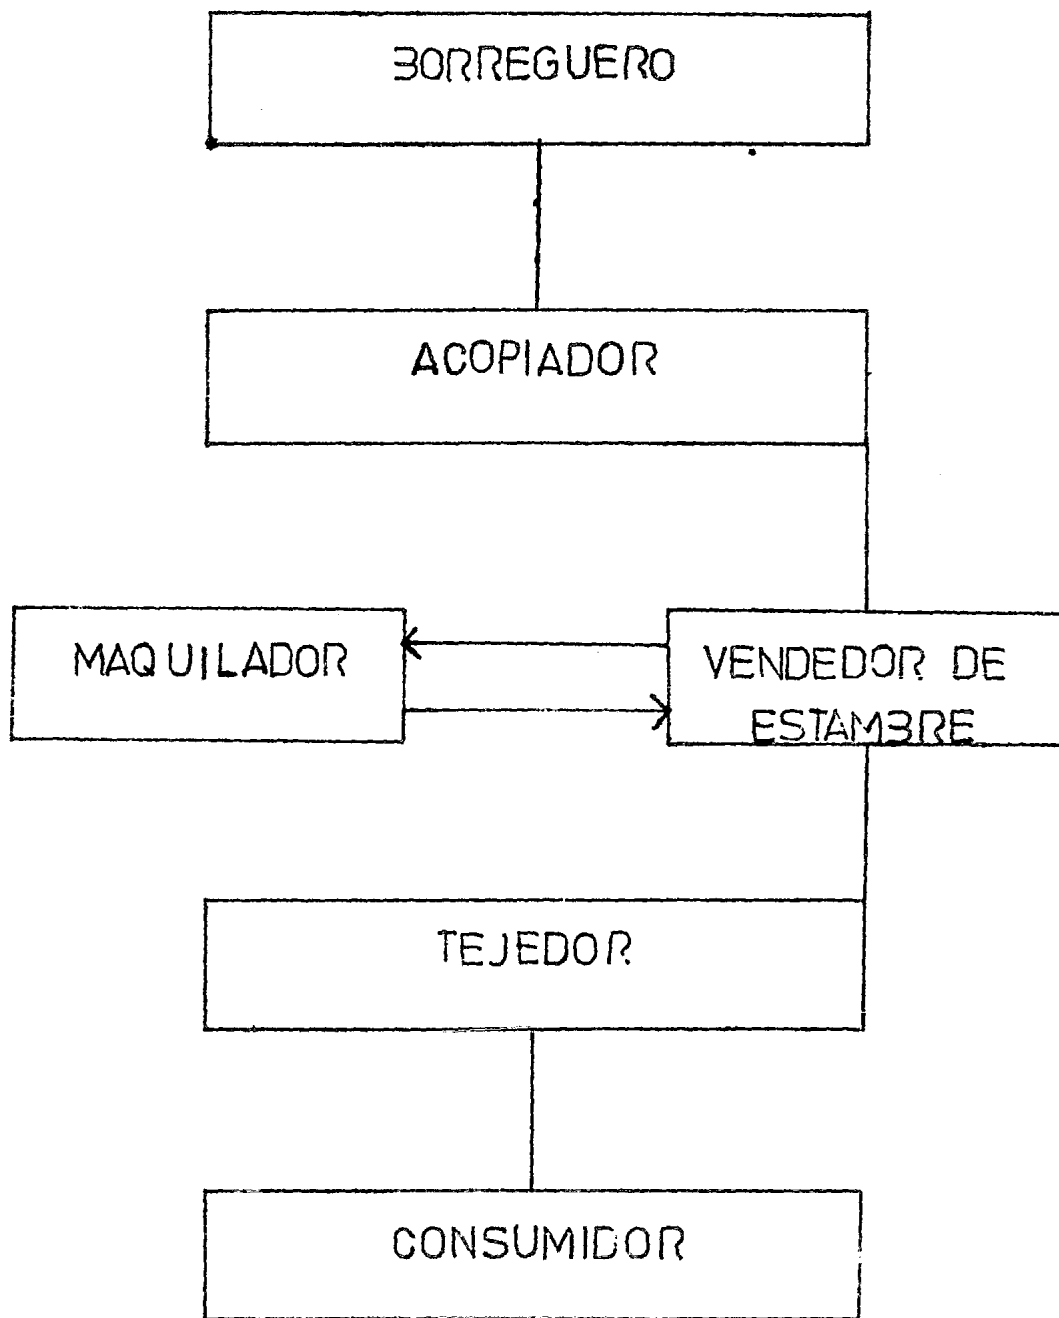 BORREGUERO
ACOPIADOR
MAQUILADOR
VENDEDOR DE
ESTAMBRE
TEJEDOR
CONSUMIDOR